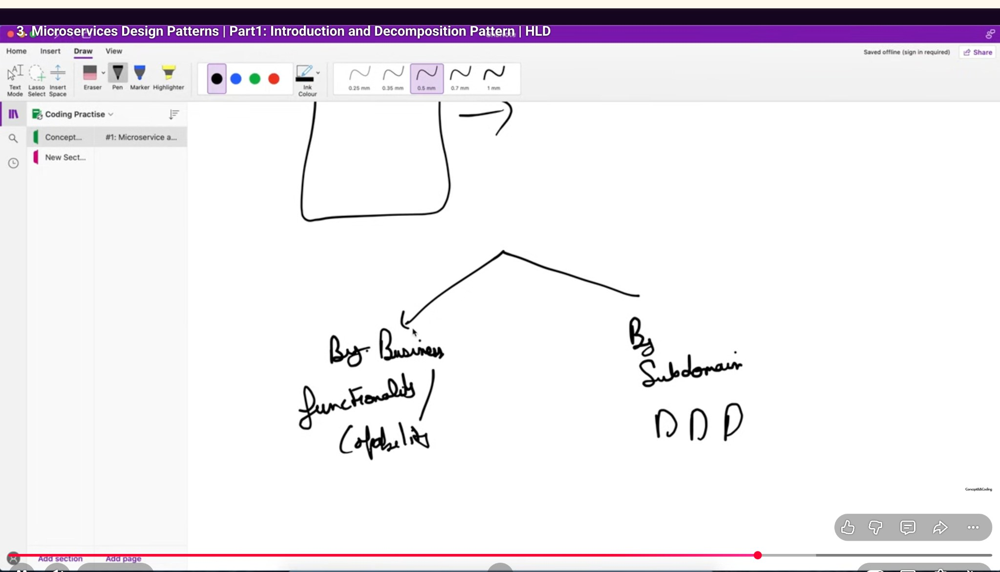 3. Microservices Design Patterns | Part1: Introduction and Decomposition Pattern | HLD
Home Insert Draw View
Saved offline (sign in required) Share
Text Mode
Lasso Select
Insert Space
Eraser
Pen
Marker
Highlighter
Ink Colour
0.25 mm
0.35 mm
0.5 mm
0.7 mm
1 mm
Coding Practise
Concept... #1: Microservice a...
New Sect...
By Business
functionality /
Capability
By
Subdomain
D D D
Concept&&Coding
Add section Add page